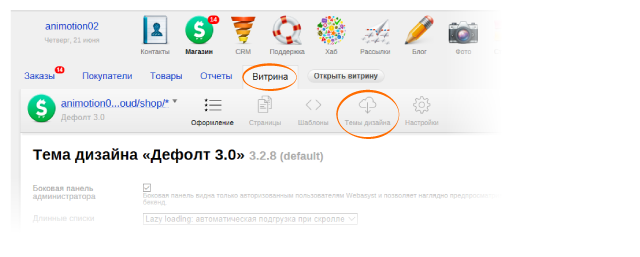 animotion02
Четверг, 21 июня
14
Контакты
Магазин
CRM
Поддержка
Хаб
Рассылки
Блог
Фото
Заказы 14
Покупатели
Товары
Отчеты
Витрина
Открыть витрину
animotion0...oud/shop/*
Дефолт 3.0
Оформление
Страницы
Шаблоны
Темы дизайна
Настройки
Тема дизайна «Дефолт 3.0» 3.2.8 (default)
Боковая панель
администратора
Боковая панель видна только авторизованным пользователям Webasyst и позволяет наглядно
бекенд.
Длинные списки
Lazy loading: автоматическая подгрузка при скролле